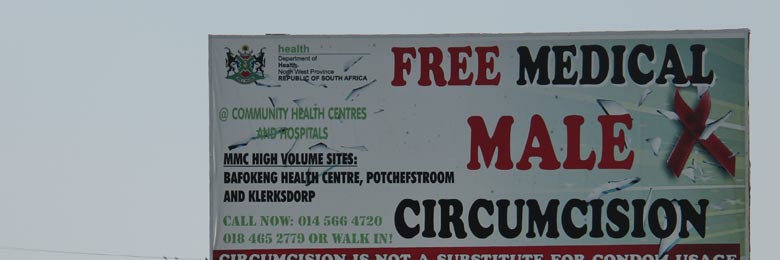 health
Department of
Health
North West Province
REPUBLIC OF SOUTH AFRICA
FREE MEDICAL
MALE
CIRCUMCISION
@ COMMUNITY HEALTH CENTRES
AND HOSPITALS
MMC HIGH VOLUME SITES:
BAFOKENG HEALTH CENTRE, POTCHEFSTROOM
AND KLERKSDORP
CALL NOW: 014 566 4720
018 465 2779 OR WALK IN!
CIRCUMCISION IS NOT A SUBSTITUTE FOR CONDOM USAGE